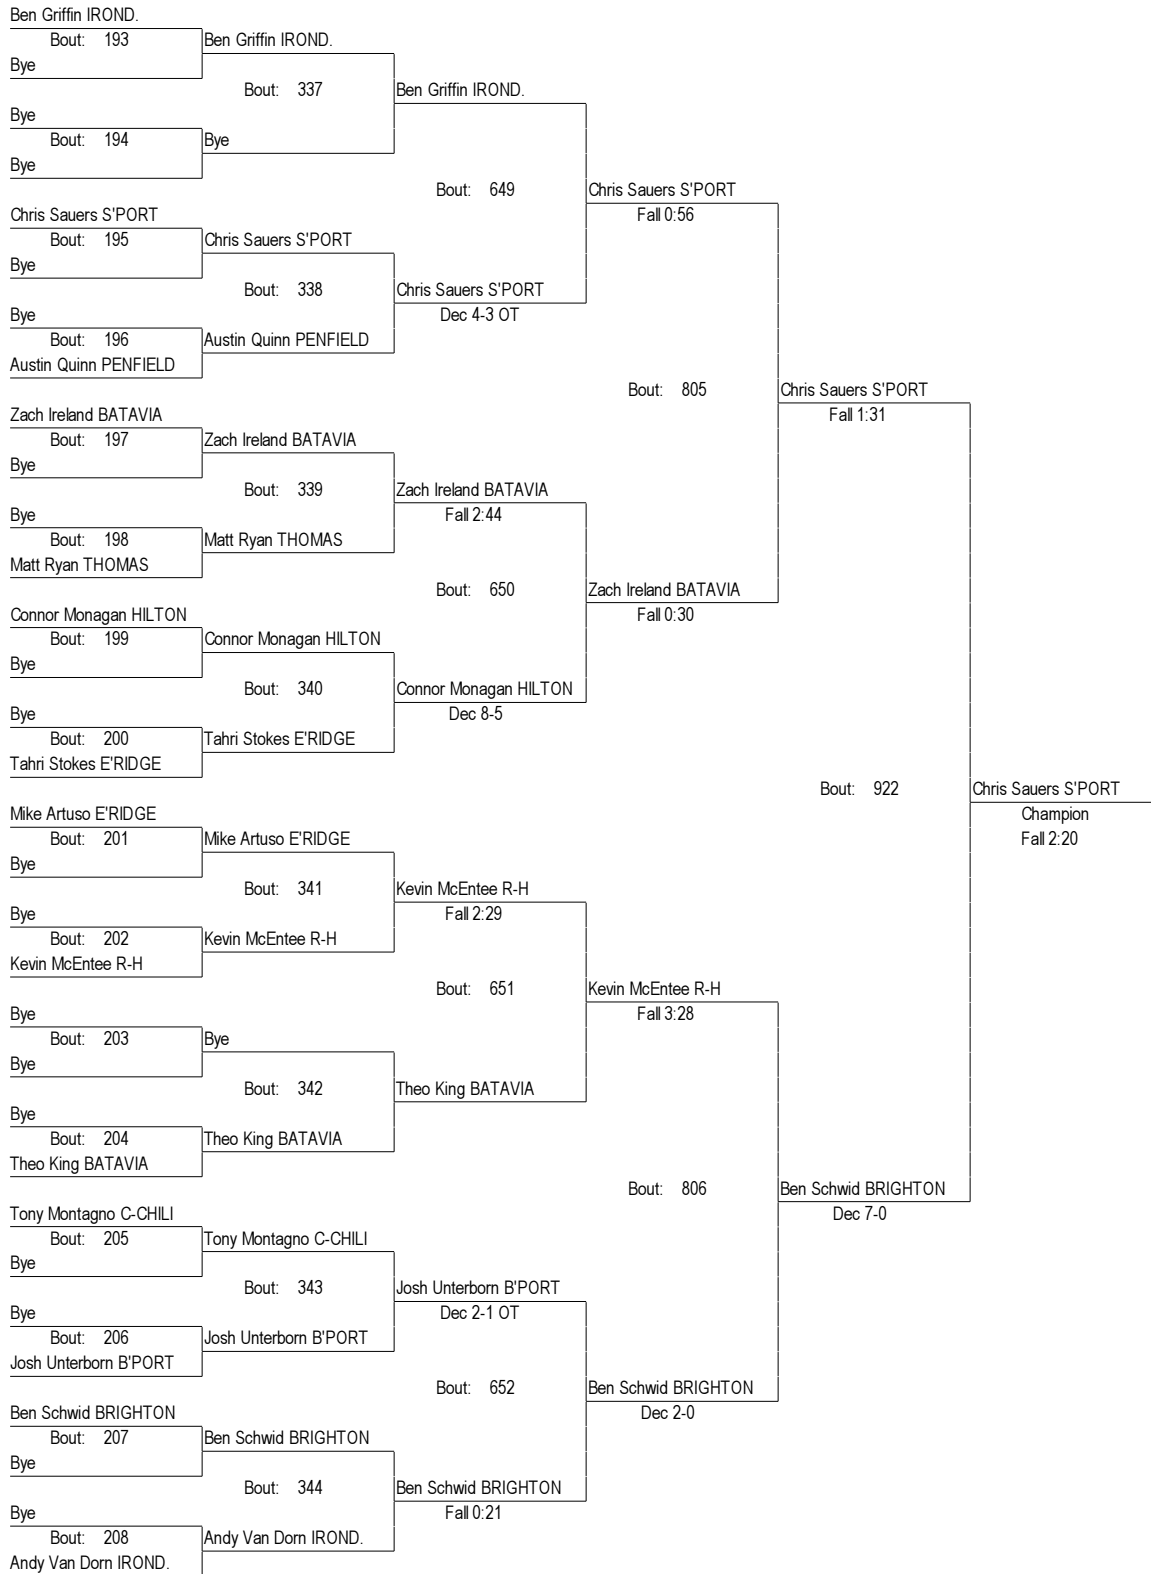 Ben Griffin IROND.
Bout: 193 Ben Griffin IROND.
Bye
Bout: 337 Ben Griffin IROND.
Bye
Bout: 194 Bye
Bye
Bout: 649 Chris Sauers S'PORT
Chris Sauers S'PORT Fall 0:56
Bout: 195 Chris Sauers S'PORT
Bye
Bout: 338 Chris Sauers S'PORT
Bye Dec 4-3 OT
Bout: 196 Austin Quinn PENFIELD
Austin Quinn PENFIELD
Bout: 805 Chris Sauers S'PORT
Zach Ireland BATAVIA Fall 1:31
Bout: 197 Zach Ireland BATAVIA
Bye
Bout: 339 Zach Ireland BATAVIA
Bye Fall 2:44
Bout: 198 Matt Ryan THOMAS
Matt Ryan THOMAS
Bout: 650 Zach Ireland BATAVIA
Connor Monagan HILTON Fall 0:30
Bout: 199 Connor Monagan HILTON
Bye
Bout: 340 Connor Monagan HILTON
Bye Dec 8-5
Bout: 200 Tahri Stokes E'RIDGE
Tahri Stokes E'RIDGE
Bout: 922 Chris Sauers S'PORT
Mike Artuso E'RIDGE Champion
Bout: 201 Mike Artuso E'RIDGE Fall 2:20
Bye
Bout: 341 Kevin McEntee R-H
Bye Fall 2:29
Bout: 202 Kevin McEntee R-H
Kevin McEntee R-H
Bout: 651 Kevin McEntee R-H
Bye Fall 3:28
Bout: 203 Bye
Bye
Bout: 342 Theo King BATAVIA
Bye
Bout: 204 Theo King BATAVIA
Theo King BATAVIA
Bout: 806 Ben Schwid BRIGHTON
Tony Montagno C-CHILI Dec 7-0
Bout: 205 Tony Montagno C-CHILI
Bye
Bout: 343 Josh Unterborn B'PORT
Bye Dec 2-1 OT
Bout: 206 Josh Unterborn B'PORT
Josh Unterborn B'PORT
Bout: 652 Ben Schwid BRIGHTON
Ben Schwid BRIGHTON Dec 2-0
Bout: 207 Ben Schwid BRIGHTON
Bye
Bout: 344 Ben Schwid BRIGHTON
Bye Fall 0:21
Bout: 208 Andy Van Dorn IROND.
Andy Van Dorn IROND.